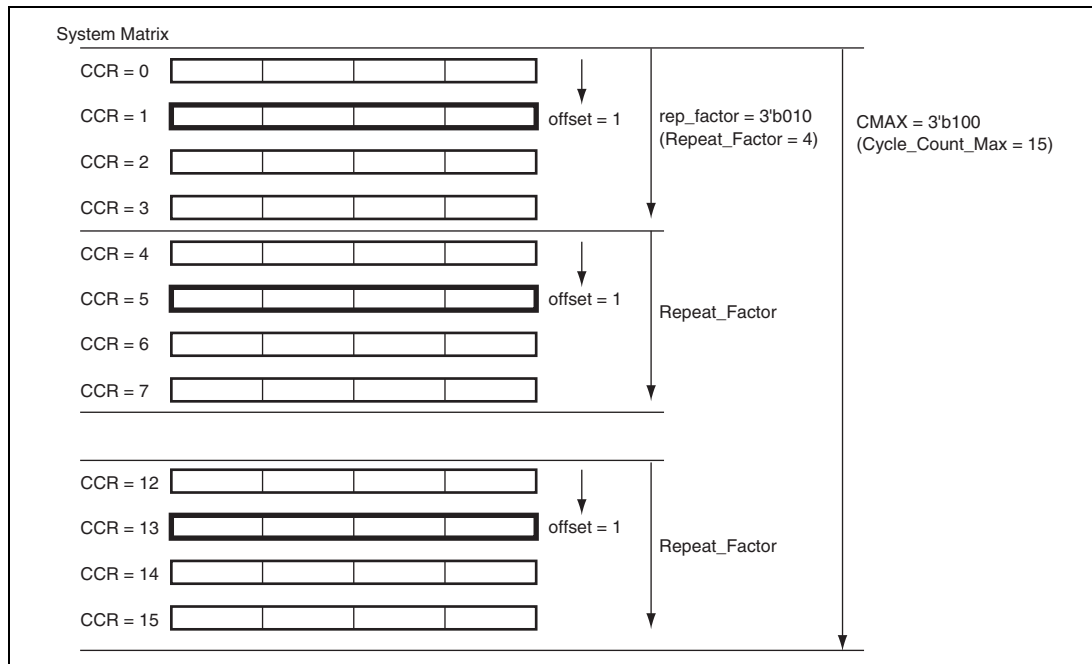 System Matrix
CCR = 0
CCR = 1
offset = 1
rep_factor = 3'b010
(Repeat_Factor = 4)
CMAX = 3'b100
(Cycle_Count_Max = 15)
CCR = 2
CCR = 3
CCR = 4
CCR = 5
offset = 1
Repeat_Factor
CCR = 6
CCR = 7
CCR = 12
CCR = 13
offset = 1
Repeat_Factor
CCR = 14
CCR = 15